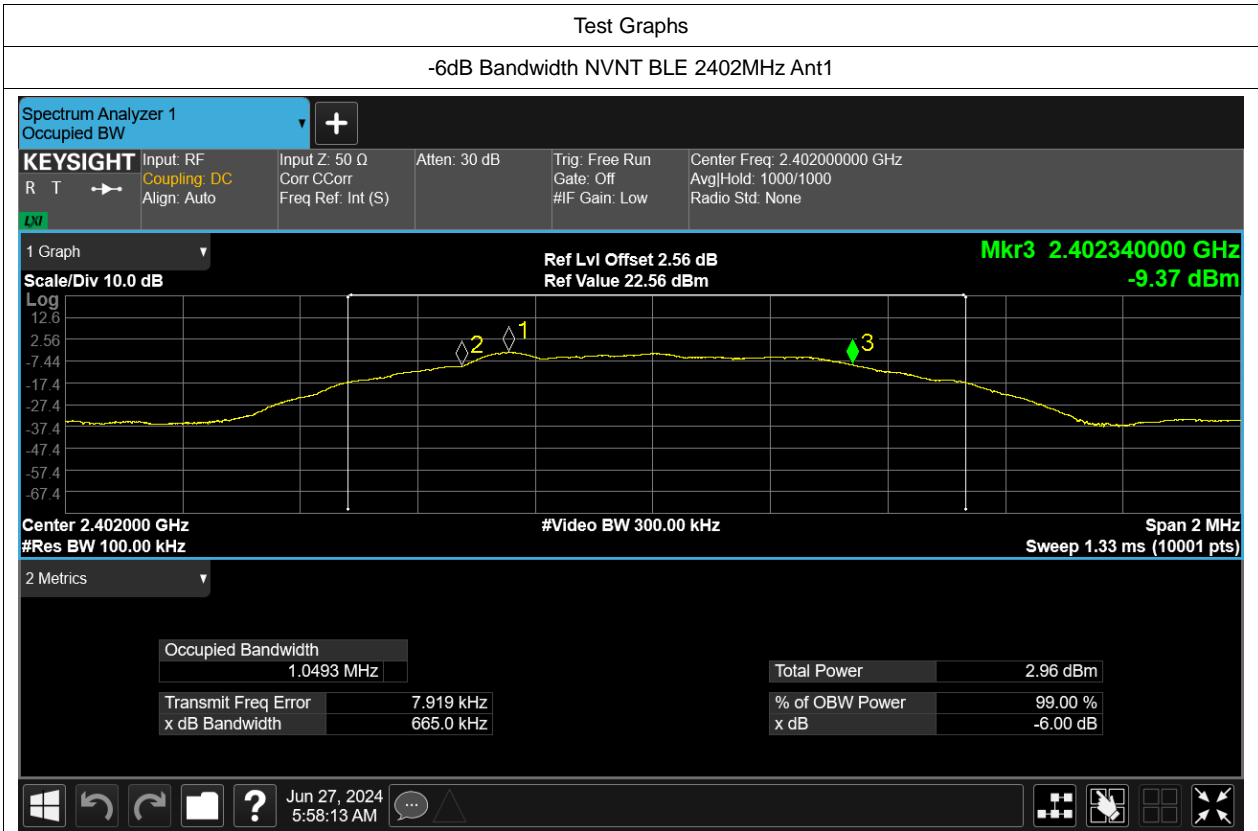 Test Graphs
-6dB Bandwidth NVNT BLE 2402MHz Ant1
Spectrum Analyzer 1
Occupied BW
KEYSIGHT
R T
LXI
Input: RF
Coupling: DC
Align: Auto
Input Z: 50 Ω
Corr CCorr
Freq Ref: Int (S)
Atten: 30 dB
Trig: Free Run
Gate: Off
#IF Gain: Low
Center Freq: 2.402000000 GHz
Avg|Hold: 1000/1000
Radio Std: None
1 Graph
Scale/Div 10.0 dB
Ref Lvl Offset 2.56 dB
Ref Value 22.56 dBm
Mkr3 2.402340000 GHz
-9.37 dBm
Log
12.6
2.56
-7.44
-17.4
-27.4
-37.4
-47.4
-57.4
-67.4
2
1
3
Center 2.402000 GHz
#Res BW 100.00 kHz
#Video BW 300.00 kHz
Span 2 MHz
Sweep 1.33 ms (10001 pts)
2 Metrics
Occupied Bandwidth
1.0493 MHz
Transmit Freq Error 7.919 kHz
x dB Bandwidth 665.0 kHz
Total Power 2.96 dBm
% of OBW Power 99.00 %
x dB -6.00 dB
?
Jun 27, 2024
5:58:13 AM